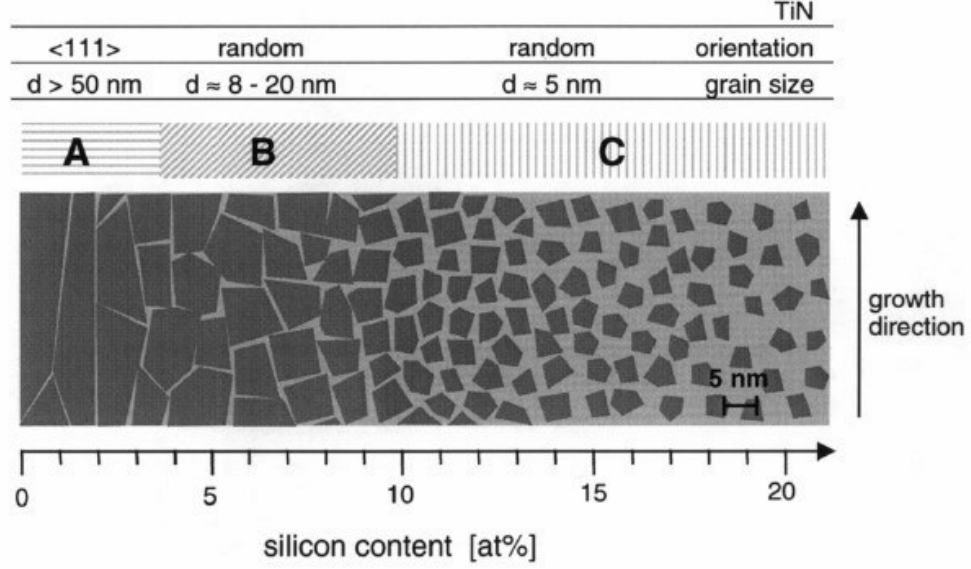 TiN
<111> random random orientation
d > 50 nm d ≈ 8 - 20 nm d ≈ 5 nm grain size
A B C
growth
direction
5 nm
0 5 10 15 20
silicon content [at%]